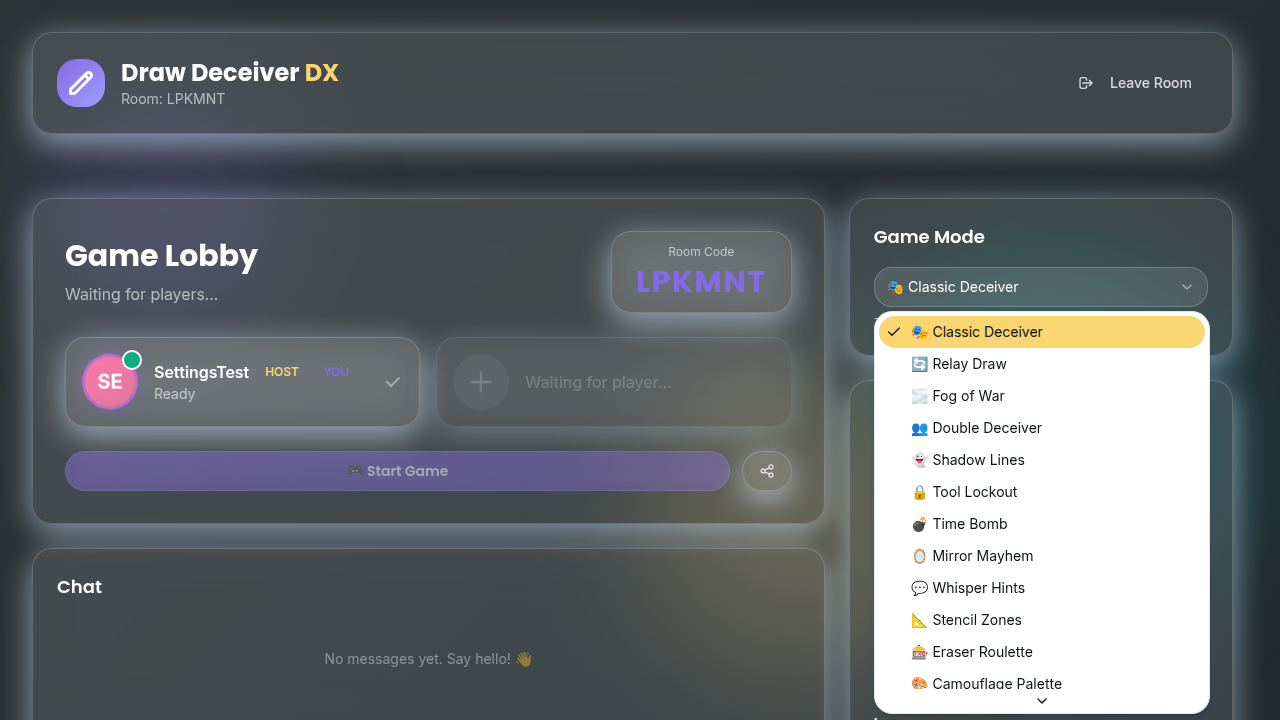 Draw Deceiver DX
Room: LPKMNT
Leave Room
Game Lobby
Waiting for players...
Room Code
LPKMNT
SE
SettingsTest
HOST
YOU
Ready
Waiting for player...
🎮 Start Game
Chat
No messages yet. Say hello! 👋
Game Mode
🎭 Classic Deceiver
🎭 Classic Deceiver
🔄 Relay Draw
🌫️ Fog of War
👥 Double Deceiver
👻 Shadow Lines
🔒 Tool Lockout
💣 Time Bomb
🪞 Mirror Mayhem
💬 Whisper Hints
📐 Stencil Zones
🎰 Eraser Roulette
🎨 Camouflage Palette